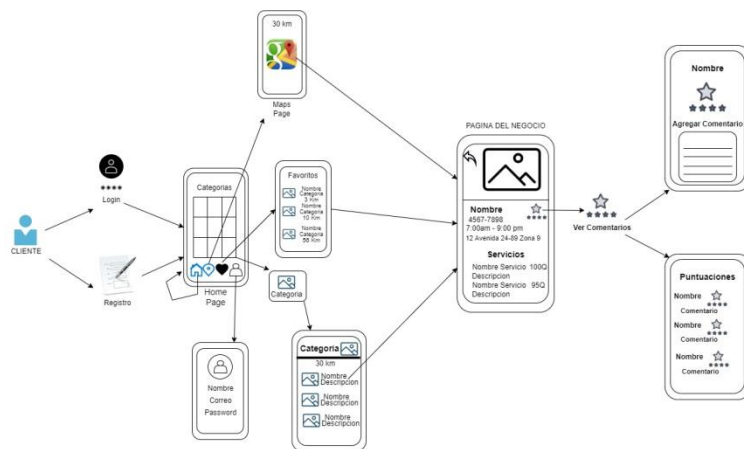 CLIENTE
Login
Registro
Categorias
Home
Page
30 km
Maps
Page
Favoritos
Nombre
Categoria
3 Km
Nombre
Categoria
10 Km
Nombre
Categoria
56 Km
Categoria
Nombre
Correo
Password
Categoria
30 km
Nombre
Descripcion
Nombre
Descripcion
Nombre
Descripcion
PAGINA DEL NEGOCIO
Nombre
4567-7898
7:00am - 9:00 pm
12 Avenida 24-89 Zona 9
Servicios
Nombre Servicio 100Q
Descripcion
Nombre Servicio 95Q
Descripcion
Ver Comentarios
Nombre
Agregar Comentario
Puntuaciones
Nombre
Comentario
Nombre
Comentario
Nombre
Comentario